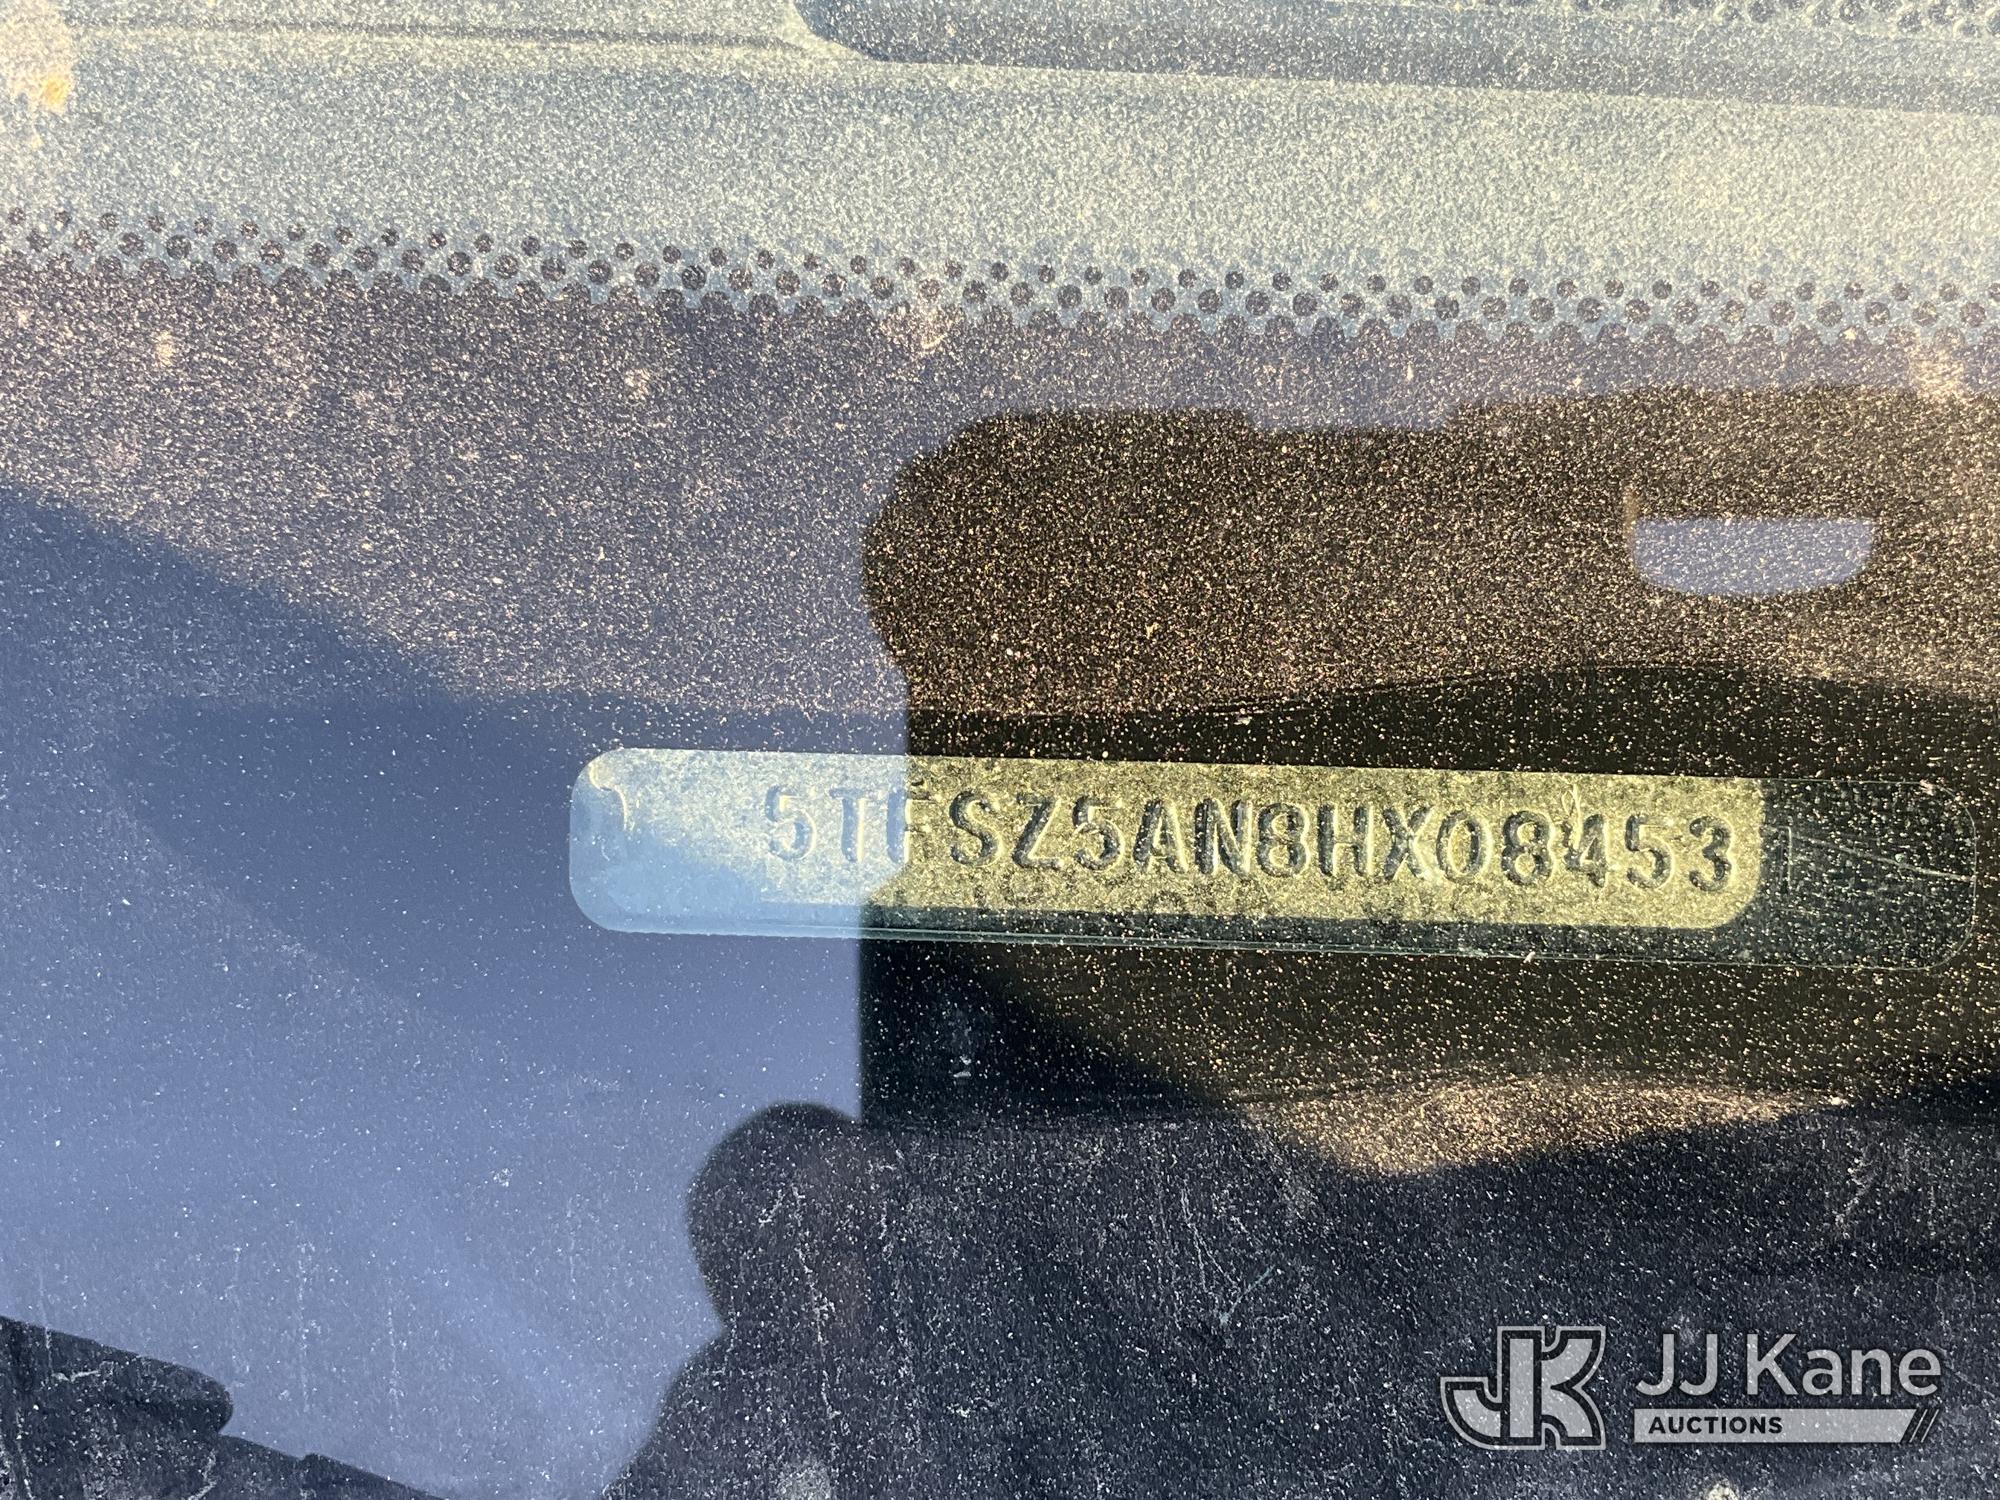 5TFSZ5AN8HX08453
JK JJ Kane
AUCTIONS